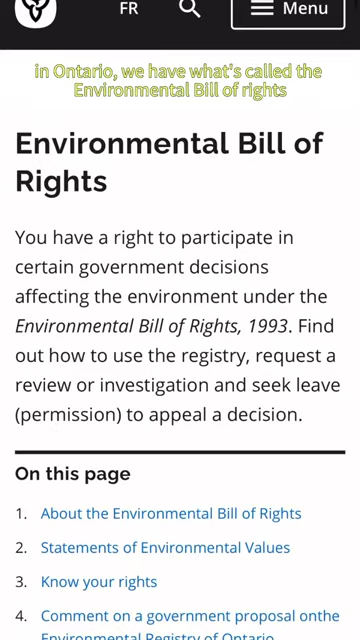 FR
Menu
in Ontario, we have what's called the
Environmental Bill of rights
Environmental Bill of
Rights
You have a right to participate in
certain government decisions
affecting the environment under the
Environmental Bill of Rights, 1993. Find
out how to use the registry, request a
review or investigation and seek leave
(permission) to appeal a decision.
On this page
1. About the Environmental Bill of Rights
2. Statements of Environmental Values
3. Know your rights
4. Comment on a government proposal onthe
Environmental Registry of Ontario